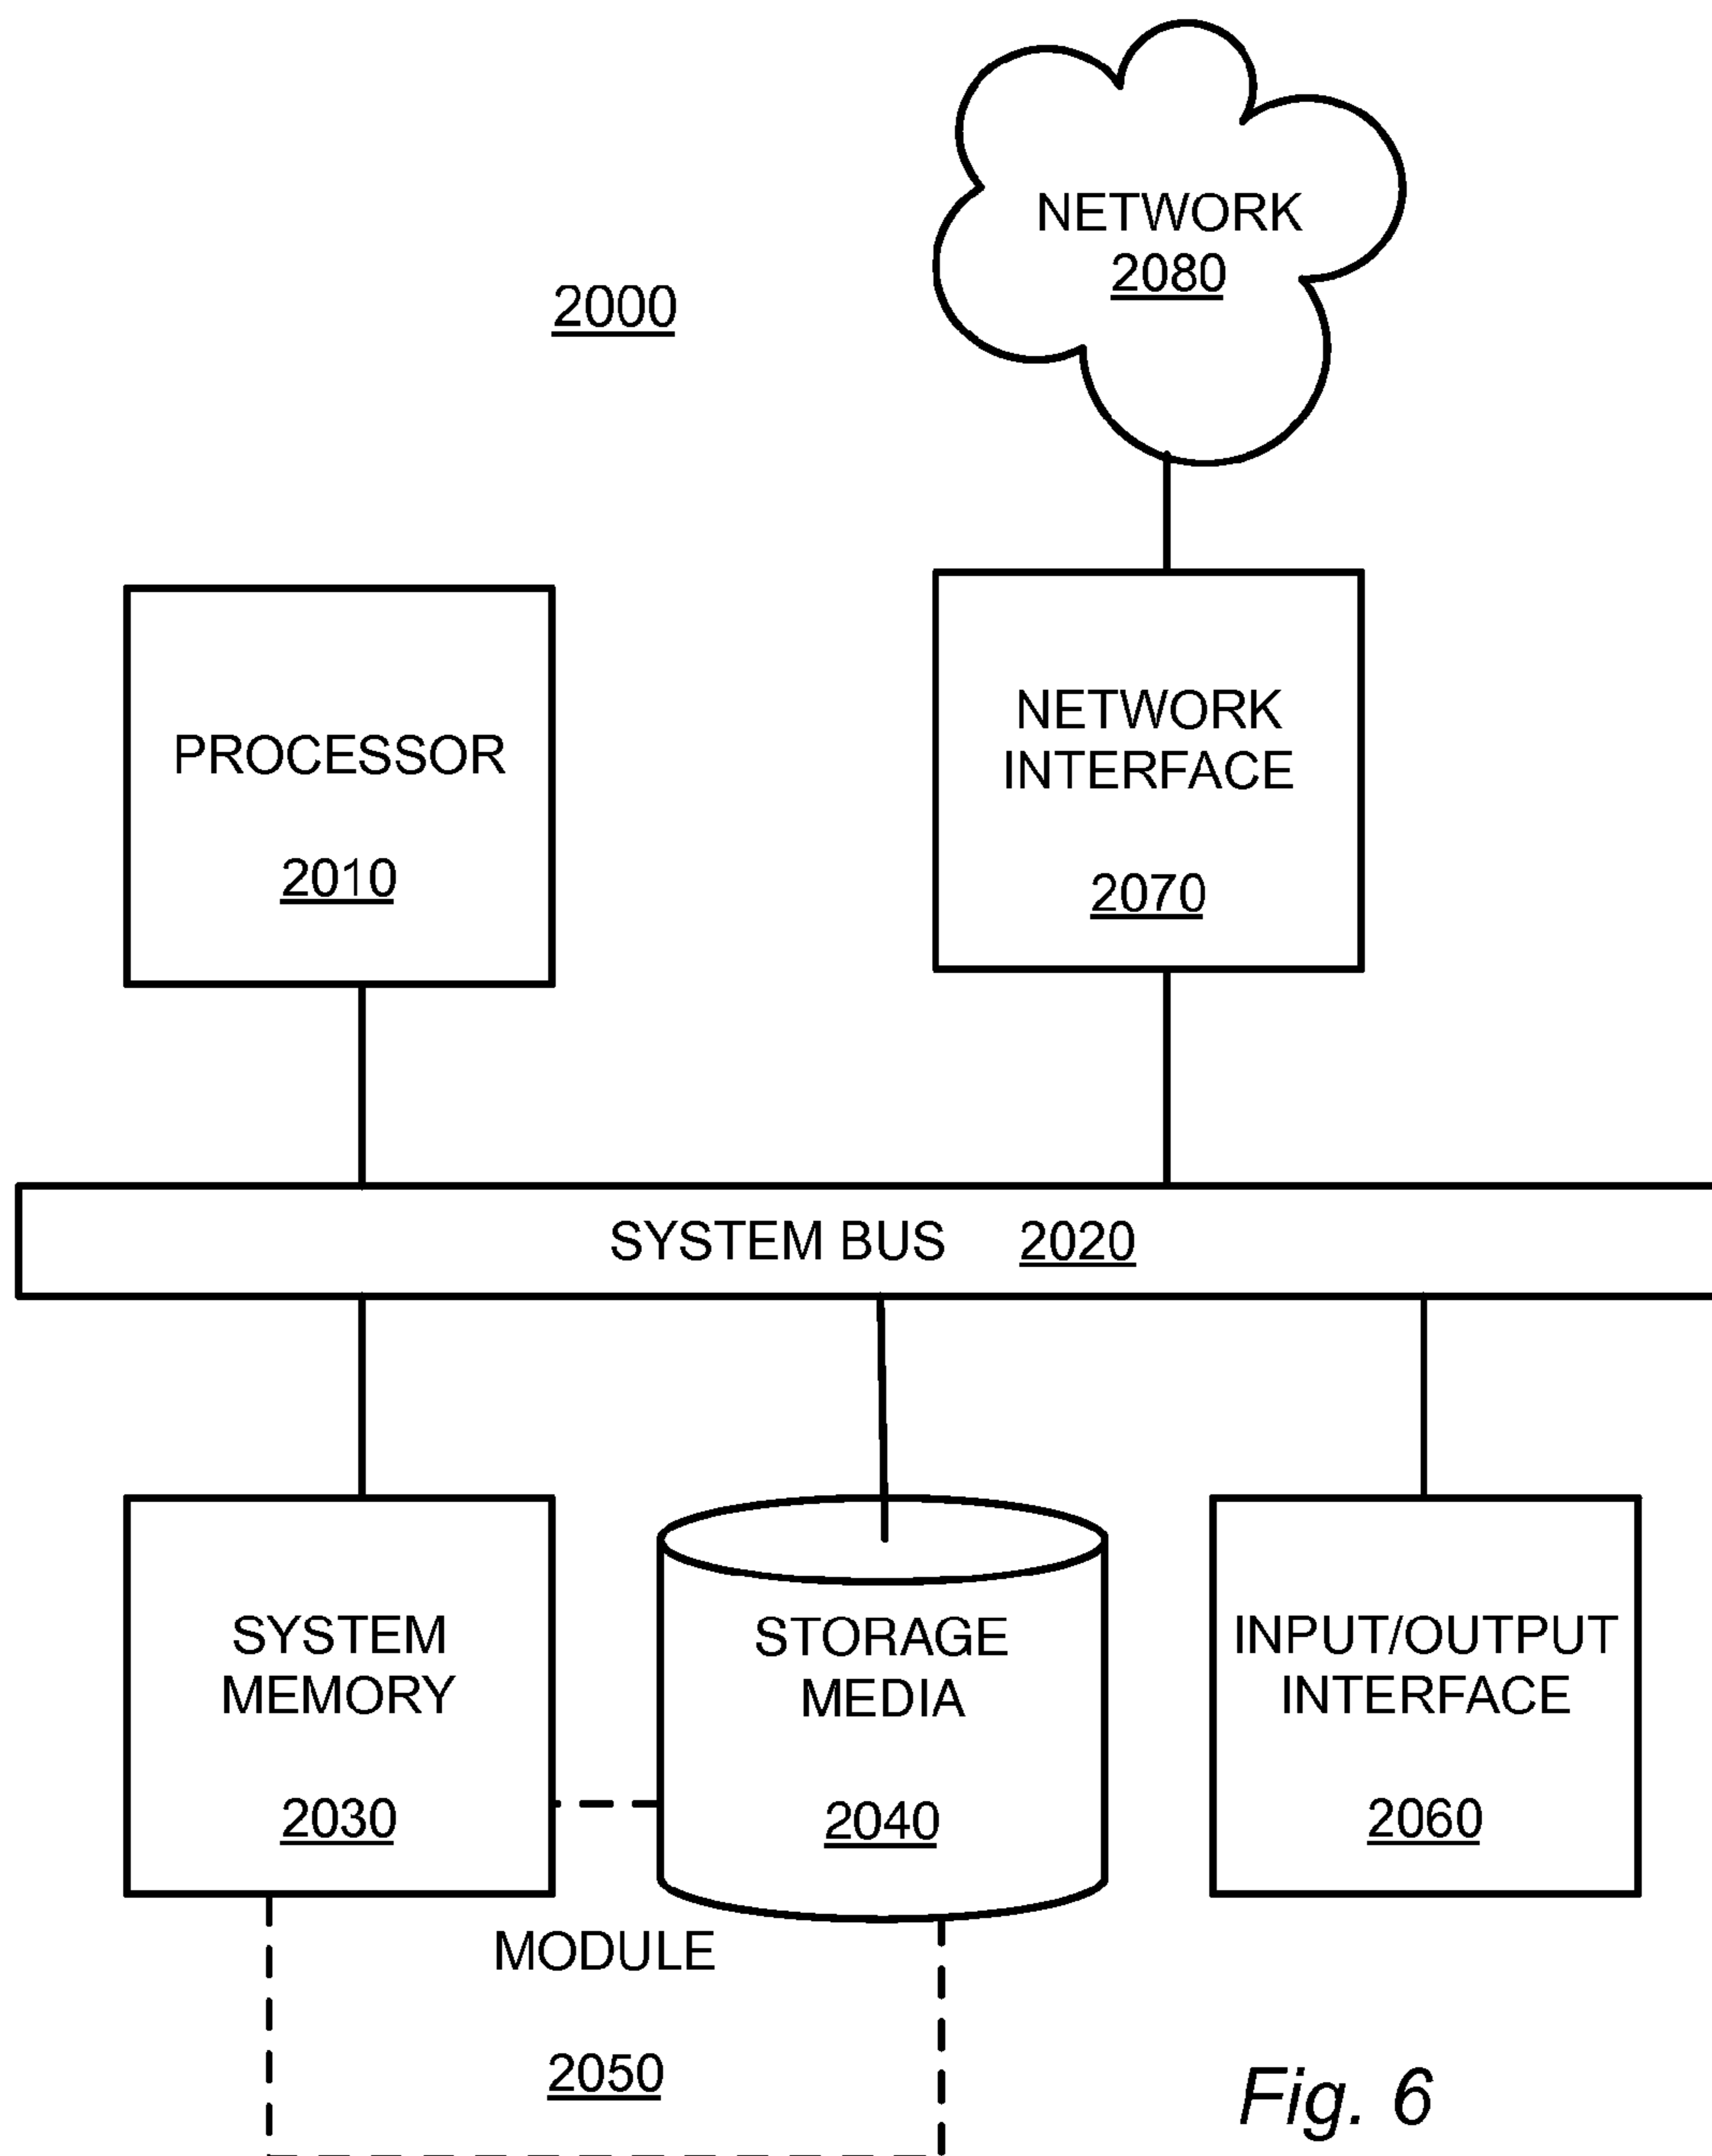 NETWORK
2080
2000
PROCESSOR
2010
NETWORK
INTERFACE
2070
SYSTEM BUS 2020
SYSTEM
MEMORY
2030
STORAGE
MEDIA
2040
INPUT/OUTPUT
INTERFACE
2060
MODULE
2050
Fig. 6